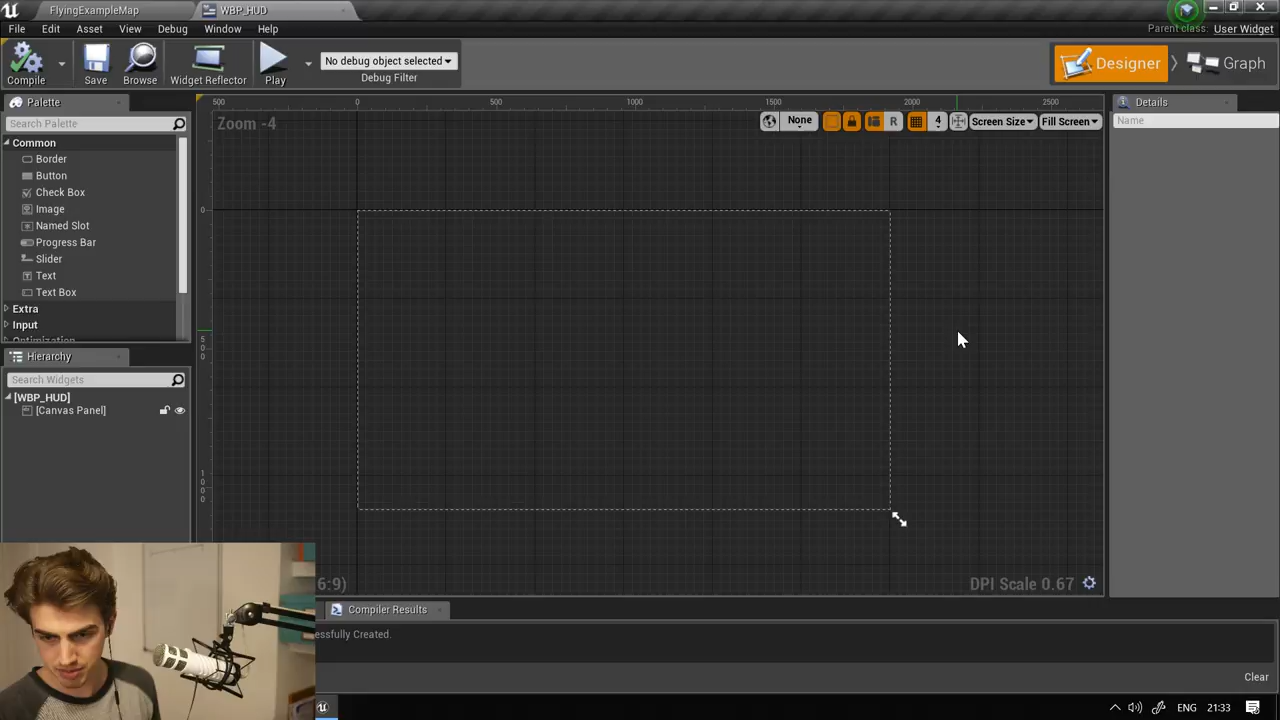 FlyingExampleMap
WBP_HUD
File Edit Asset View Window Debug Help
Parent class: User Widget
Compile Save Browse Widget Reflector Play
No debug object selected
Debug Filter
Designer
Graph
Palette
Search Palette
Common
Border
Button
Check Box
Image
Named Slot
Progress Bar
Slider
Text
Text Box
Extra
Input
Optimization
500 0 500 1000 1500 2000 2500
Zoom -4
None R 4 Screen Size Fill Screen
0
500
1000
Details
Name
Hierarchy
Search Widgets
[WBP_HUD]
[Canvas Panel]
6:9)
DPI Scale 0.67
Compiler Results
essfully Created.
Clear
ENG 21:33